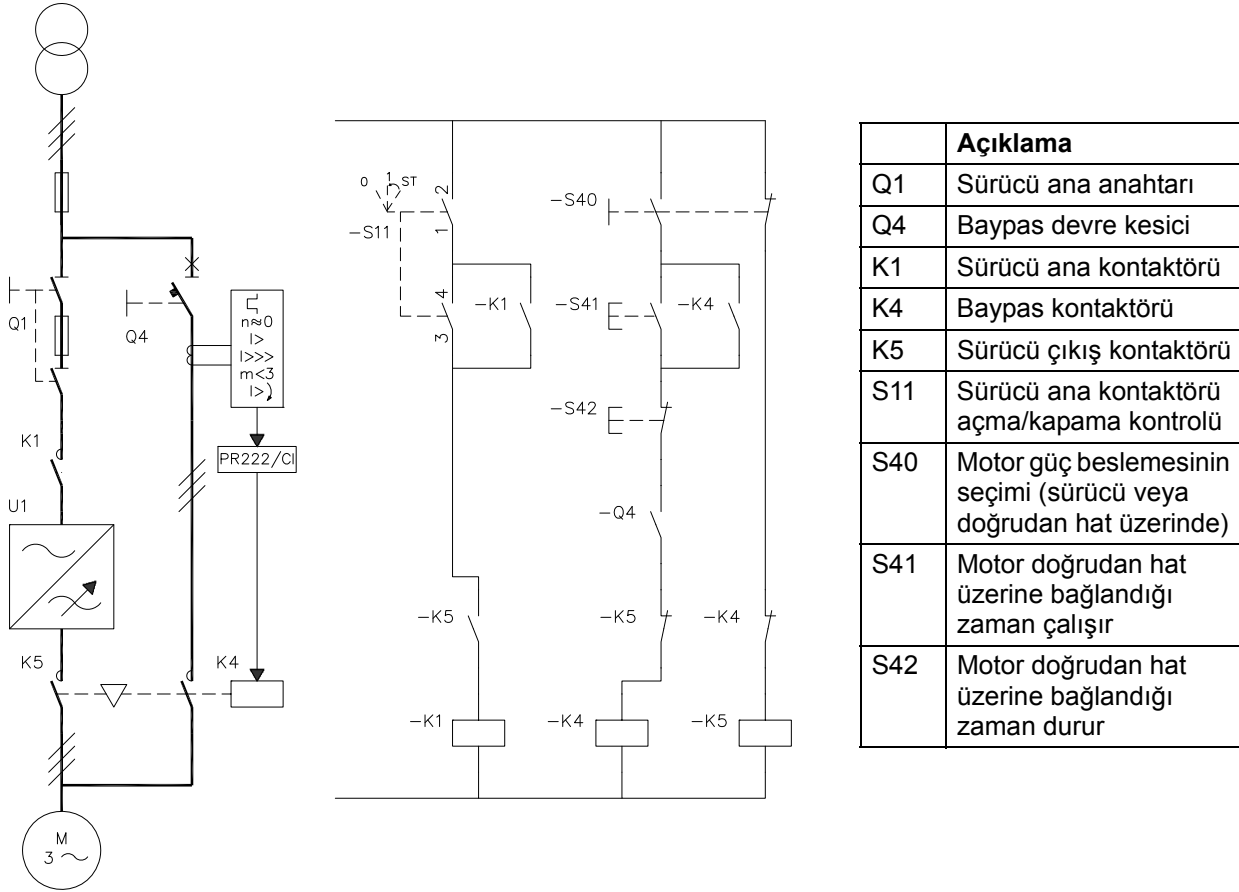 Q1
Q4
n≈0
I>
I>>>
m<3
I>
K1
PR222/CI
U1
K5
K4
M
3 ~
0 1 ST
-S11
2
1
4
3
-K1
-S40
-S41
-K4
-S42
-Q4
-K5
-K5
-K4
-K1
-K4
-K5
Açıklama
Q1 Sürücü ana anahtarı
Q4 Baypas devre kesici
K1 Sürücü ana kontaktörü
K4 Baypas kontaktörü
K5 Sürücü çıkış kontaktörü
S11 Sürücü ana kontaktörü
açma/kapama kontrolü
S40 Motor güç beslemesinin
seçimi (sürücü veya
doğrudan hat üzerinde)
S41 Motor doğrudan hat
üzerine bağlandığı
zaman çalışır
S42 Motor doğrudan hat
üzerine bağlandığı
zaman durur